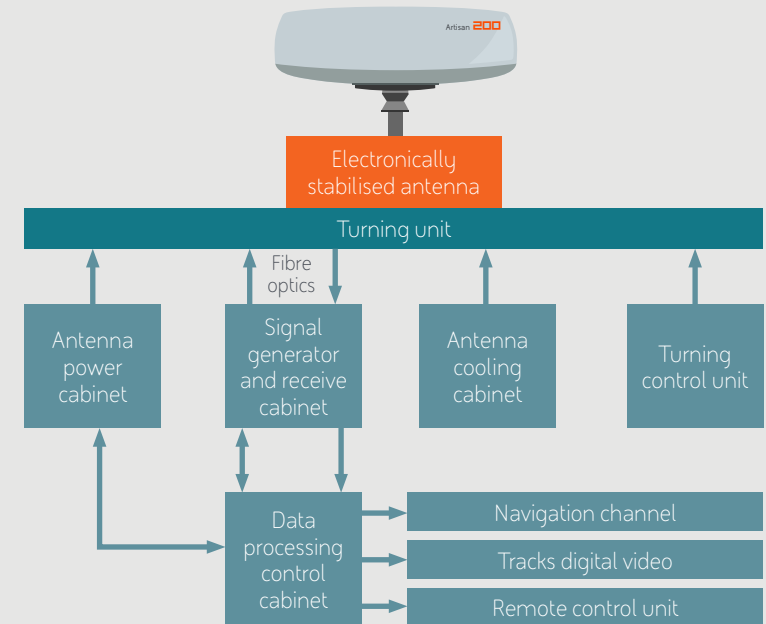 Artisan 200
Electronically
stabilised antenna
Turning unit
Fibre
optics
Antenna
power
cabinet
Signal
generator
and receive
cabinet
Antenna
cooling
cabinet
Turning
control unit
Data
processing
control
cabinet
Navigation channel
Tracks digital video
Remote control unit